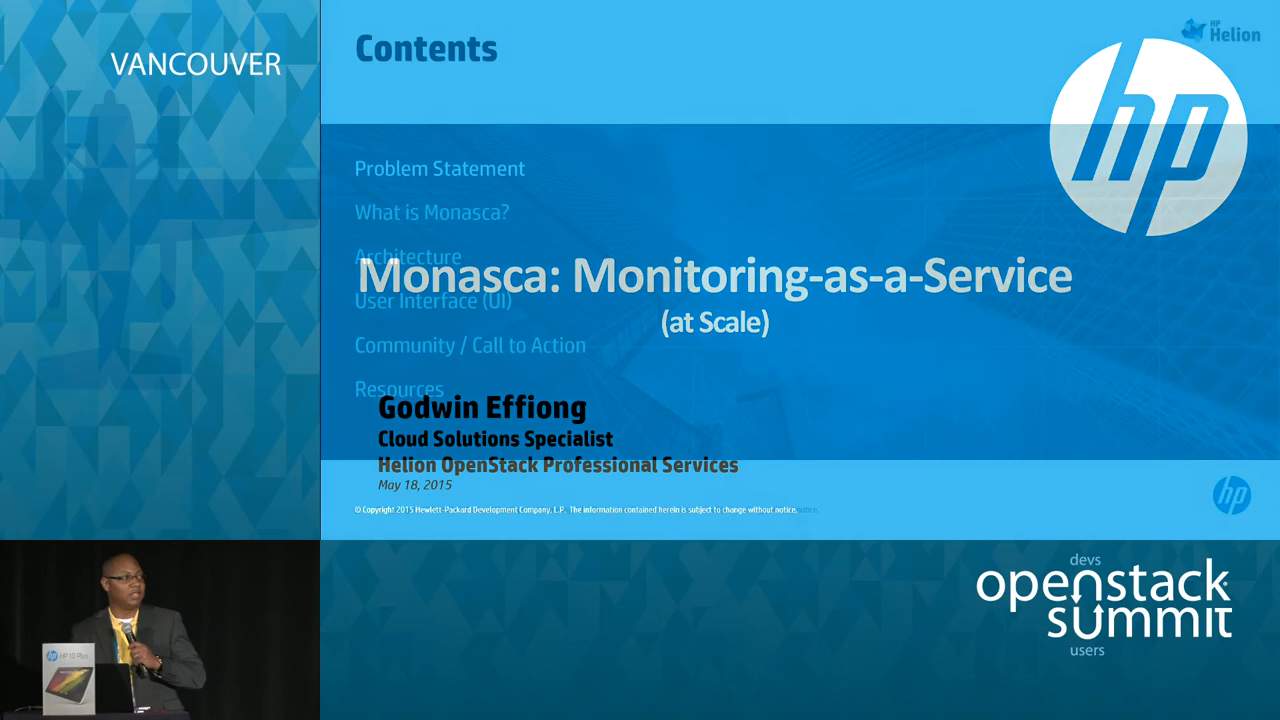 VANCOUVER
Contents
HP
Helion
hp
Problem Statement
What is Monasca?
Architecture
Monasca: Monitoring-as-a-Service
User Interface (UI)
(at Scale)
Community / Call to Action
Resources
Godwin Effiong
Cloud Solutions Specialist
Helion OpenStack Professional Services
May 18, 2015
hp
© Copyright 2015 Hewlett-Packard Development Company, L.P. The information contained herein is subject to change without notice.notice.
devs
openstack
summit
users
hp HP 10 Plus